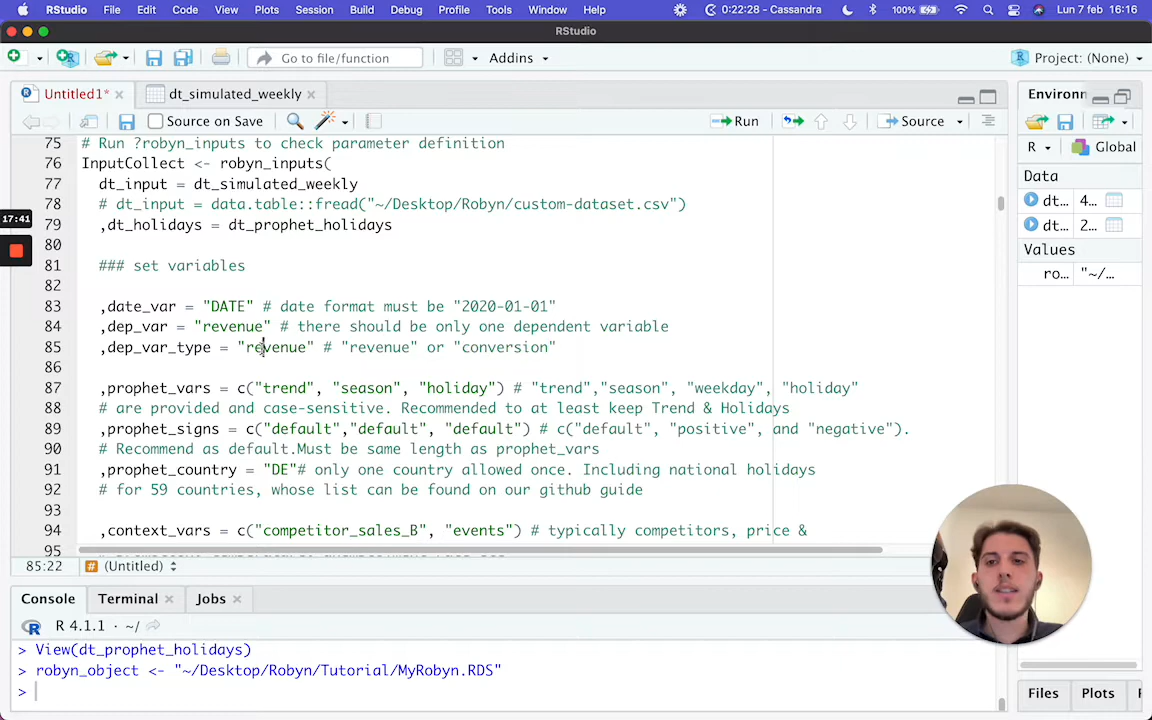 RStudio File Edit Code View Plots Session Build Debug Profile Tools Window Help 0:22:28 - Cassandra 100% Lun 7 feb 16:16
RStudio
Go to file/function Addins Project: (None)
Untitled1* dt_simulated_weekly Environn
Source on Save Run Source
R Global
Data
dt... 4...
dt... 2...
Values
ro... "~/...
17:41
75 # Run ?robyn_inputs to check parameter definition
76 InputCollect <- robyn_inputs(
77 dt_input = dt_simulated_weekly
78 # dt_input = data.table::fread("~/Desktop/Robyn/custom-dataset.csv")
79 ,dt_holidays = dt_prophet_holidays
80
81 ### set variables
82
83 ,date_var = "DATE" # date format must be "2020-01-01"
84 ,dep_var = "revenue" # there should be only one dependent variable
85 ,dep_var_type = "revenue" # "revenue" or "conversion"
86
87 ,prophet_vars = c("trend", "season", "holiday") # "trend","season", "weekday", "holiday"
88 # are provided and case-sensitive. Recommended to at least keep Trend & Holidays
89 ,prophet_signs = c("default","default", "default") # c("default", "positive", and "negative").
90 # Recommend as default.Must be same length as prophet_vars
91 ,prophet_country = "DE"# only one country allowed once. Including national holidays
92 # for 59 countries, whose list can be found on our github guide
93
94 ,context_vars = c("competitor_sales_B", "events") # typically competitors, price &
95
85:22 (Untitled)
Console Terminal Jobs
R 4.1.1 · ~/
> View(dt_prophet_holidays)
> robyn_object <- "~/Desktop/Robyn/Tutorial/MyRobyn.RDS"
>
Files Plots